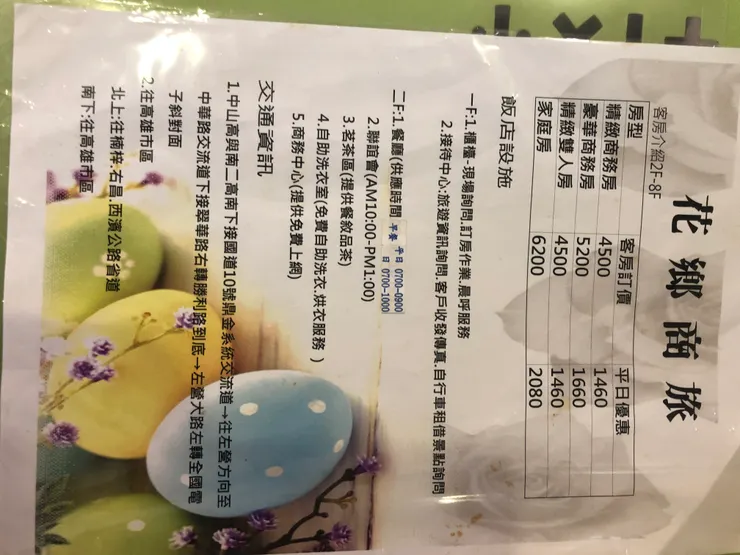 花鄉商旅
客房介紹2F-8F
房型 客房訂價 平日優惠
精緻商務房 4500 1460
豪華商務房 5200 1660
精緻雙人房 4500 1460
家庭房 6200 2080
飯店設施
一F:1.櫃檯-現場詢問.訂房作業.晨呼服務
2.接待中心:旅遊資訊詢問.客戶收發傳真.自行車租借景點詢問
二F:1.餐廳(供應時間 早餐 平日 0700-0900
日 0700-1000
2.聯誼會(AM10:00-PM1:00)
3.茗茶區(提供餐敘品茶)
4.自助洗衣室(免費自助洗衣.烘衣服務 )
5.商務中心(提供免費上網)
交通資訊
1.中山高與南二高南下接國道10號鼎金系統交流道→往左營方向至
中華路交流道下接翠華路右轉勝利路到底→左營大路左轉全國電
子斜對面
2.往高雄市區
北上:往楠梓.右昌.西濱公路省道
南下:往高雄市區